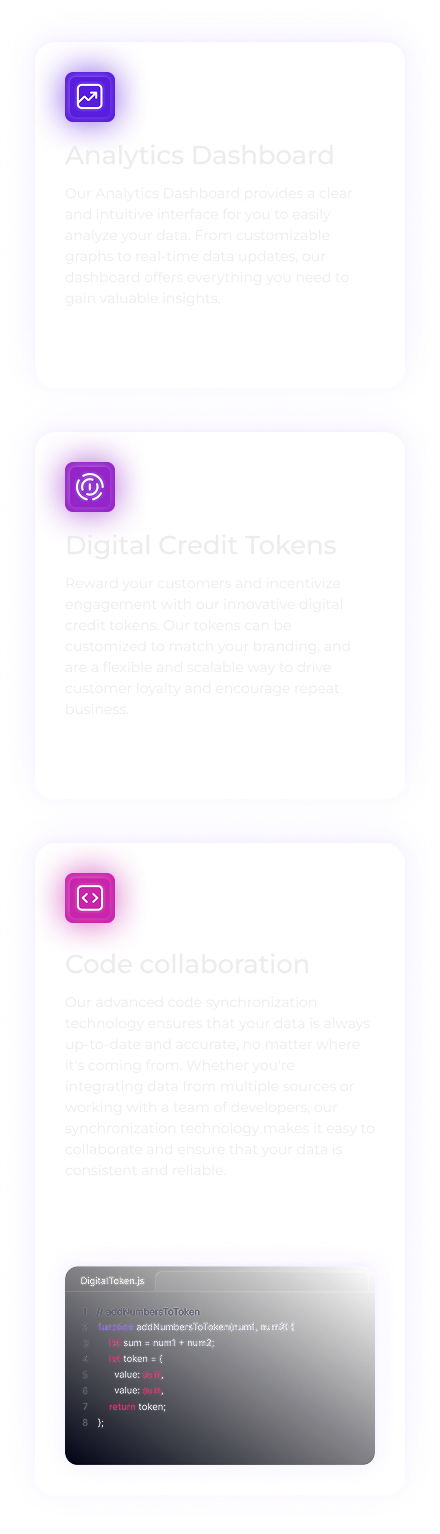 Analytics Dashboard
Our Analytics Dashboard provides a clear
and intuitive interface for you to easily
analyze your data. From customizable
graphs to real-time data updates, our
dashboard offers everything you need to
gain valuable insights.
Digital Credit Tokens
Reward your customers and incentivize
engagement with our innovative digital
credit tokens. Our tokens can be
customized to match your branding, and
are a flexible and scalable way to drive
customer loyalty and encourage repeat
business.
Code collaboration
Our advanced code synchronization
technology ensures that your data is always
up-to-date and accurate, no matter where
it's coming from. Whether you're
integrating data from multiple sources or
working with a team of developers, our
synchronization technology makes it easy to
collaborate and ensure that your data is
consistent and reliable.
DigitalToken.js
1 // addNumbersToToken
2 function addNumbersToToken(num1, num2) {
3 let sum = num1 + num2;
4 let token = {
5 value: sum,
6 value: sum,
7 return token;
8 };